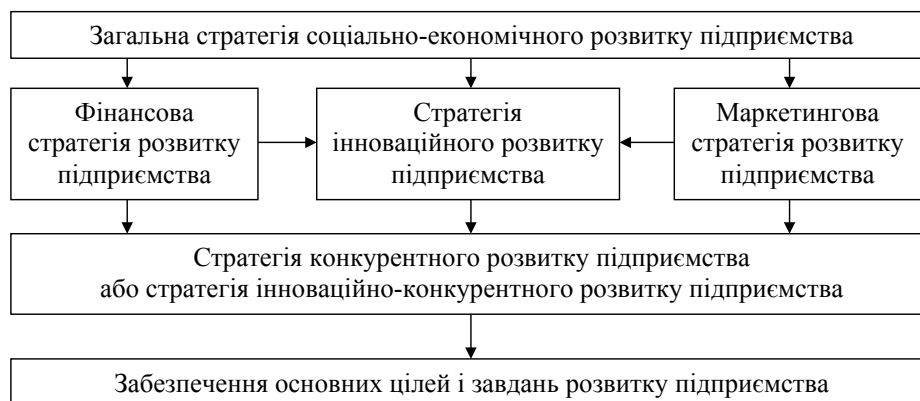 Загальна стратегія соціально-економічного розвитку підприємства
Фінансова
стратегія розвитку
підприємства
Стратегія
інноваційного розвитку
підприємства
Маркетингова
стратегія розвитку
підприємства
Стратегія конкурентного розвитку підприємства
або стратегія інноваційно-конкурентного розвитку підприємства
Забезпечення основних цілей і завдань розвитку підприємства